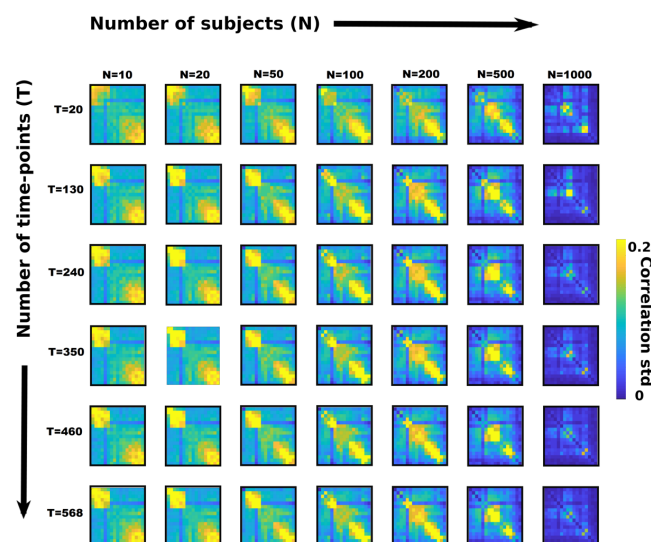 Number of subjects (N)
N=10 N=20 N=50 N=100 N=200 N=500 N=1000
Number of time-points (T)
T=20
T=130
T=240
T=350
T=460
T=568
0.2
Correlation std
0